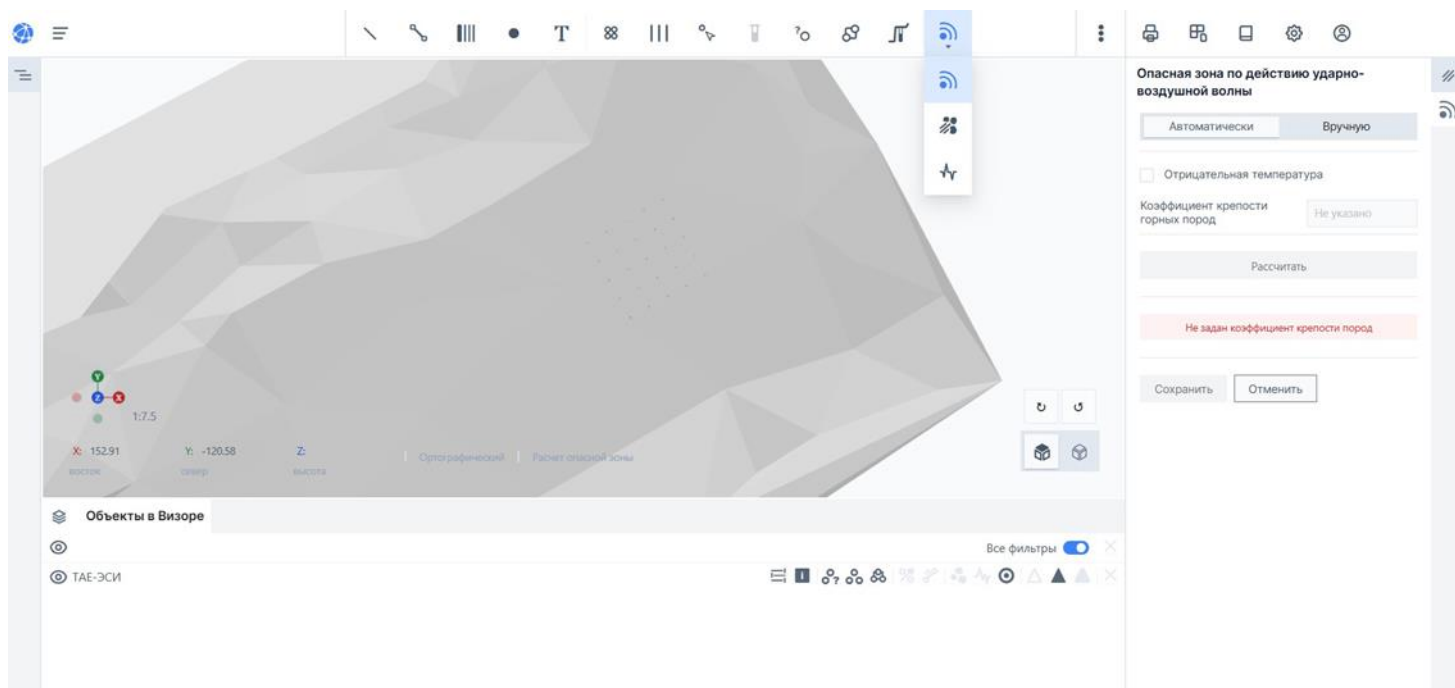 T
?
Опасная зона по действию ударно-
воздушной волны
Автоматически
Вручную
Отрицательная температура
Коэффициент крепости
горных пород
Не указано
Рассчитать
Не задан коэффициент крепости пород
Сохранить
Отменить
Y
Z
X
1:7.5
X: 152.91
Y: -120.58
Z:
восток
север
высота
Ортографический
Расчет опасной зоны
Объекты в Визоре
Все фильтры
ТАЕ-ЭСИ